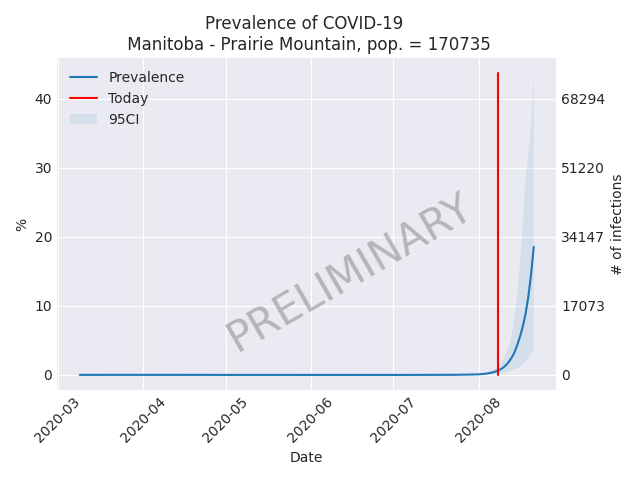 Prevalence of COVID-19
Manitoba - Prairie Mountain, pop. = 170735
Prevalence
Today
95CI
%
40
30
20
10
0
68294
51220
34147
17073
0
# of infections
PRELIMINARY
2020-03
2020-04
2020-05
2020-06
2020-07
2020-08
Date